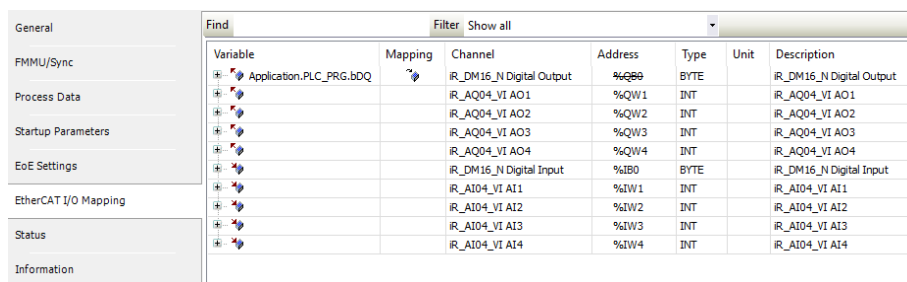 General
FMMU/Sync
Process Data
Startup Parameters
EoE Settings
EtherCAT I/O Mapping
Status
Information
Find Filter Show all
Variable Mapping Channel Address Type Unit Description
Application.PLC_PRG.bDQ iR_DM16_N Digital Output %QB0 BYTE iR_DM16_N Digital Output
iR_AQ04_VI AO1 %QW1 INT iR_AQ04_VI AO1
iR_AQ04_VI AO2 %QW2 INT iR_AQ04_VI AO2
iR_AQ04_VI AO3 %QW3 INT iR_AQ04_VI AO3
iR_AQ04_VI AO4 %QW4 INT iR_AQ04_VI AO4
iR_DM16_N Digital Input %IB0 BYTE iR_DM16_N Digital Input
iR_AI04_VI AI1 %IW1 INT iR_AI04_VI AI1
iR_AI04_VI AI2 %IW2 INT iR_AI04_VI AI2
iR_AI04_VI AI3 %IW3 INT iR_AI04_VI AI3
iR_AI04_VI AI4 %IW4 INT iR_AI04_VI AI4